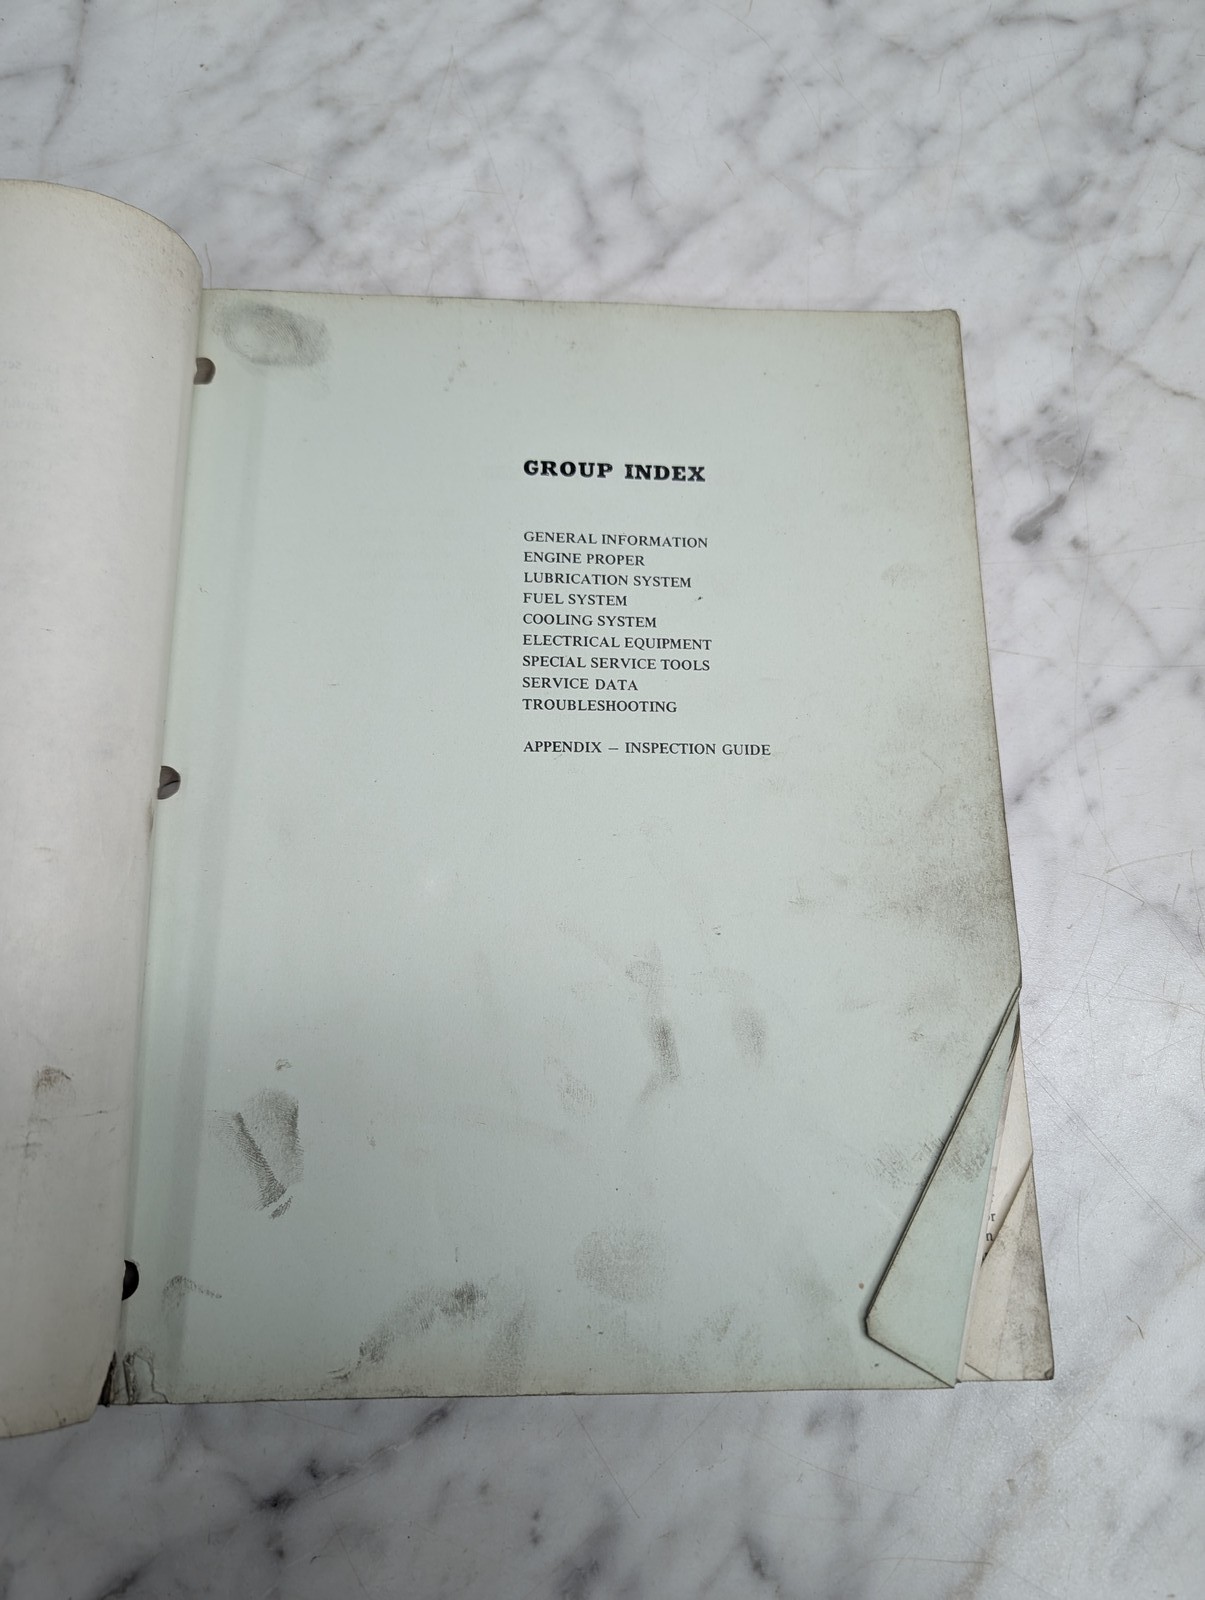 GROUP INDEX
GENERAL INFORMATION
ENGINE PROPER
LUBRICATION SYSTEM
FUEL SYSTEM
COOLING SYSTEM
ELECTRICAL EQUIPMENT
SPECIAL SERVICE TOOLS
SERVICE DATA
TROUBLESHOOTING
APPENDIX – INSPECTION GUIDE